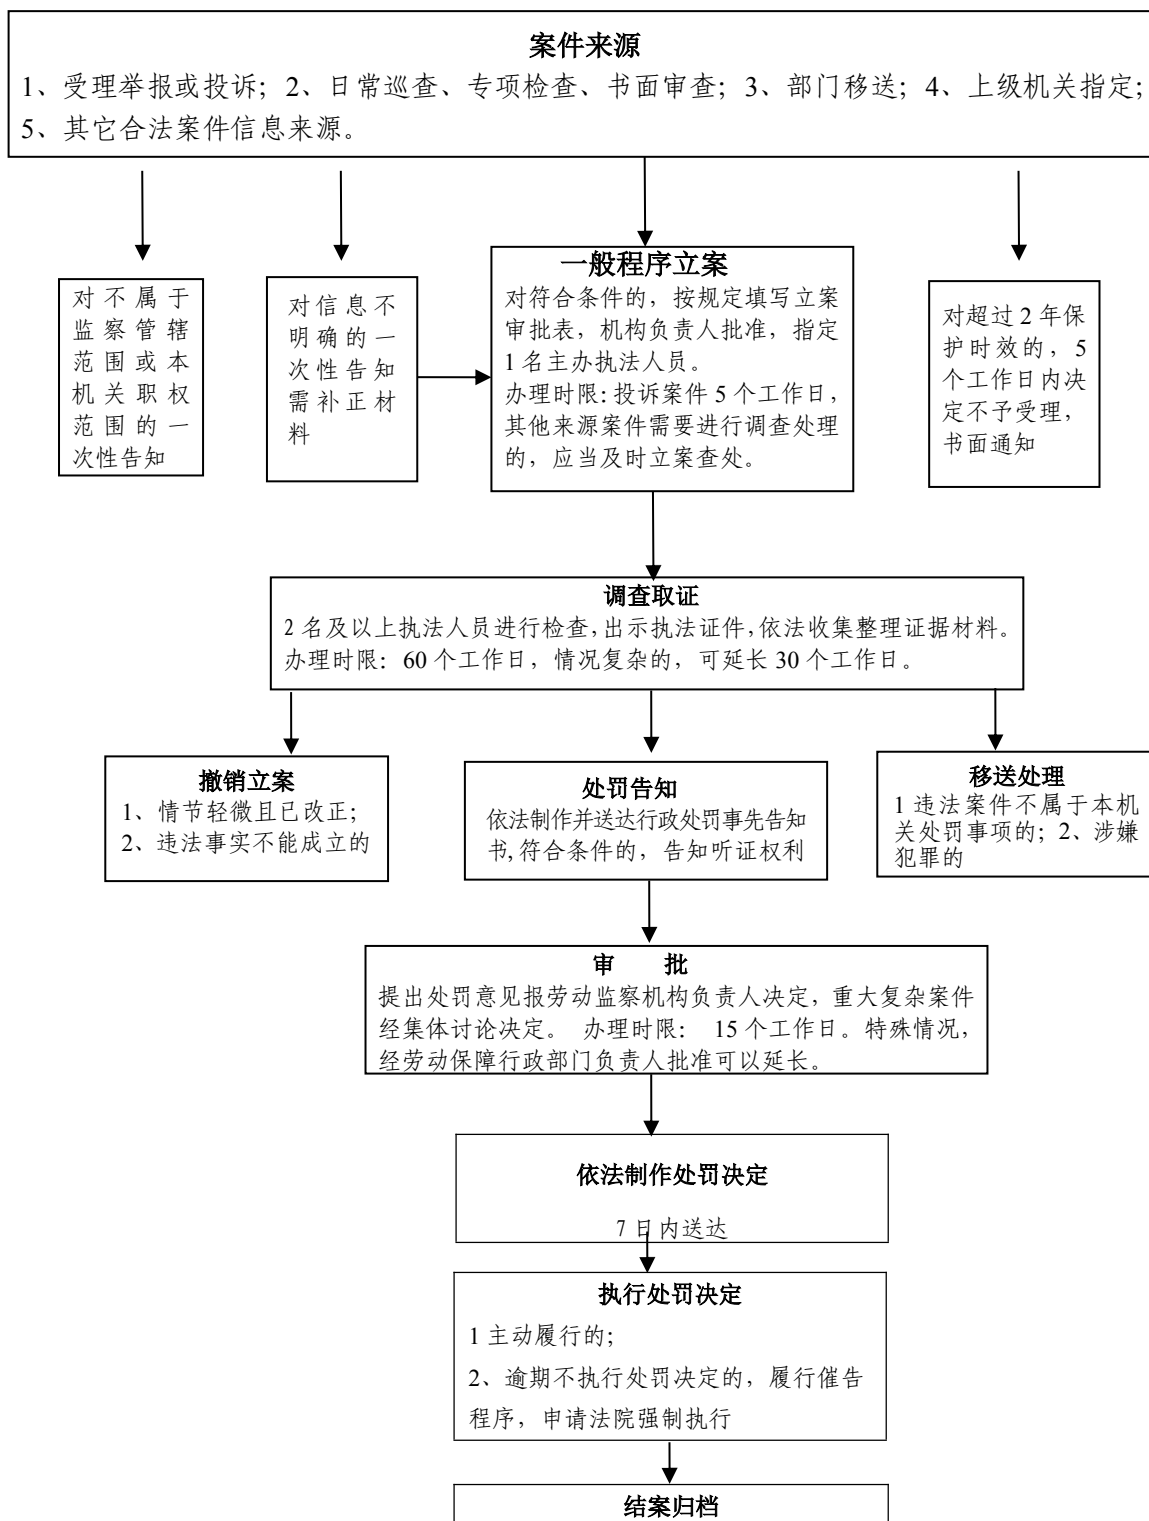 案件来源
1、受理举报或投诉；2、日常巡查、专项检查、书面审查；3、部门移送；4、上级机关指定；
5、其它合法案件信息来源。
对不属于
监察管辖
范围或本
机关职权
范围的一
次性告知
对信息不
明确的一
次性告知
需补正材
料
一般程序立案
对符合条件的，按规定填写立案
审批表，机构负责人批准，指定
1名主办执法人员。
办理时限：投诉案件5个工作日，
其他来源案件需要进行调查处理
的，应当及时立案查处。
对超过2年保
护时效的，5
个工作日内决
定不予受理，
书面通知
调查取证
2名及以上执法人员进行检查,出示执法证件,依法收集整理证据材料。
办理时限：60个工作日，情况复杂的，可延长30个工作日。
撤销立案
1、情节轻微且已改正；
2、违法事实不能成立的
处罚告知
依法制作并送达行政处罚事先告知
书,符合条件的，告知听证权利
移送处理
1违法案件不属于本机
关处罚事项的；2、涉嫌
犯罪的
审 批
提出处罚意见报劳动监察机构负责人决定，重大复杂案件
经集体讨论决定。 办理时限： 15个工作日。特殊情况，
经劳动保障行政部门负责人批准可以延长。
依法制作处罚决定
7日内送达
执行处罚决定
1主动履行的；
2、逾期不执行处罚决定的，履行催告
程序，申请法院强制执行
结案归档